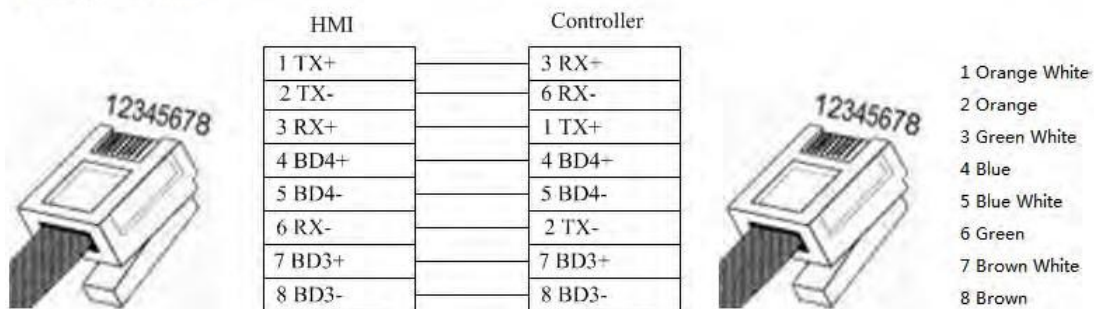 HMI Controller
1 TX+ 3 RX+
2 TX- 6 RX-
3 RX+ 1 TX+
4 BD4+ 4 BD4+
5 BD4- 5 BD4-
6 RX- 2 TX-
7 BD3+ 7 BD3+
8 BD3- 8 BD3-
12345678
12345678
1 Orange White
2 Orange
3 Green White
4 Blue
5 Blue White
6 Green
7 Brown White
8 Brown